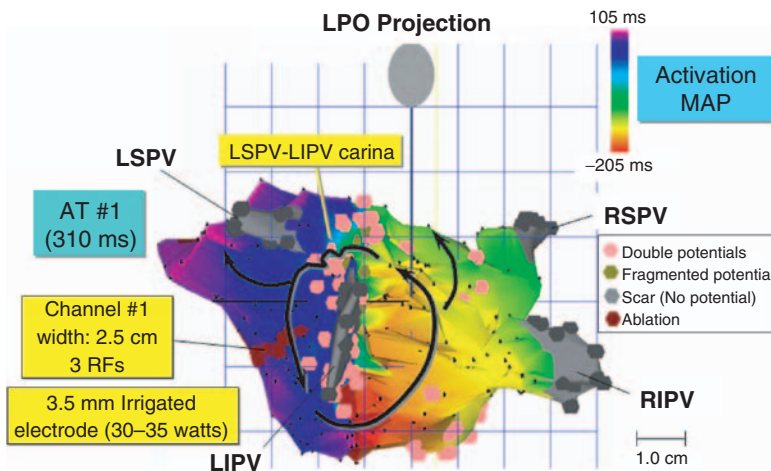 LPO Projection
105 ms
Activation
MAP
−205 ms
LSPV
LSPV-LIPV carina
AT #1
(310 ms)
RSPV
Double potentials
Fragmented potential
Scar (No potential)
Ablation
Channel #1
width: 2.5 cm
3 RFs
3.5 mm Irrigated
electrode (30–35 watts)
LIPV
RIPV
1.0 cm